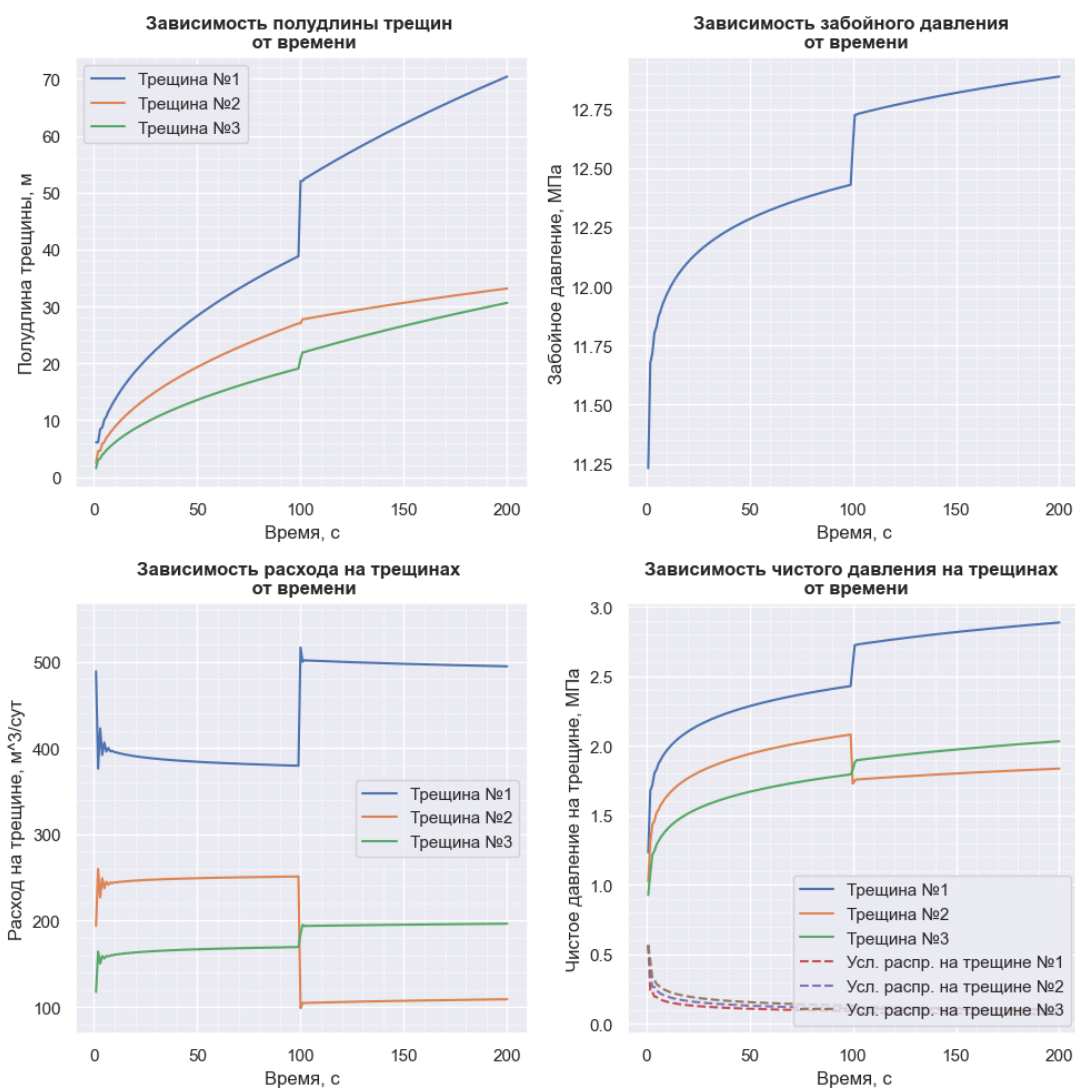 Зависимость полудлины трещин
от времени
Полудлина трещины, м
70
60
50
40
30
20
10
0
Трещина №1
Трещина №2
Трещина №3
0 50 100 150 200
Время, с
Зависимость забойного давления
от времени
Забойное давление, МПа
12.75
12.50
12.25
12.00
11.75
11.50
11.25
0 50 100 150 200
Время, с
Зависимость расхода на трещинах
от времени
Расход на трещине, м^3/сут
500
400
300
200
100
Трещина №1
Трещина №2
Трещина №3
0 50 100 150 200
Время, с
Зависимость чистого давления на трещинах
от времени
Чистое давление на трещине, МПа
3.0
2.5
2.0
1.5
1.0
0.5
0.0
Трещина №1
Трещина №2
Трещина №3
Усл. распр. на трещине №1
Усл. распр. на трещине №2
Усл. распр. на трещине №3
0 50 100 150 200
Время, с